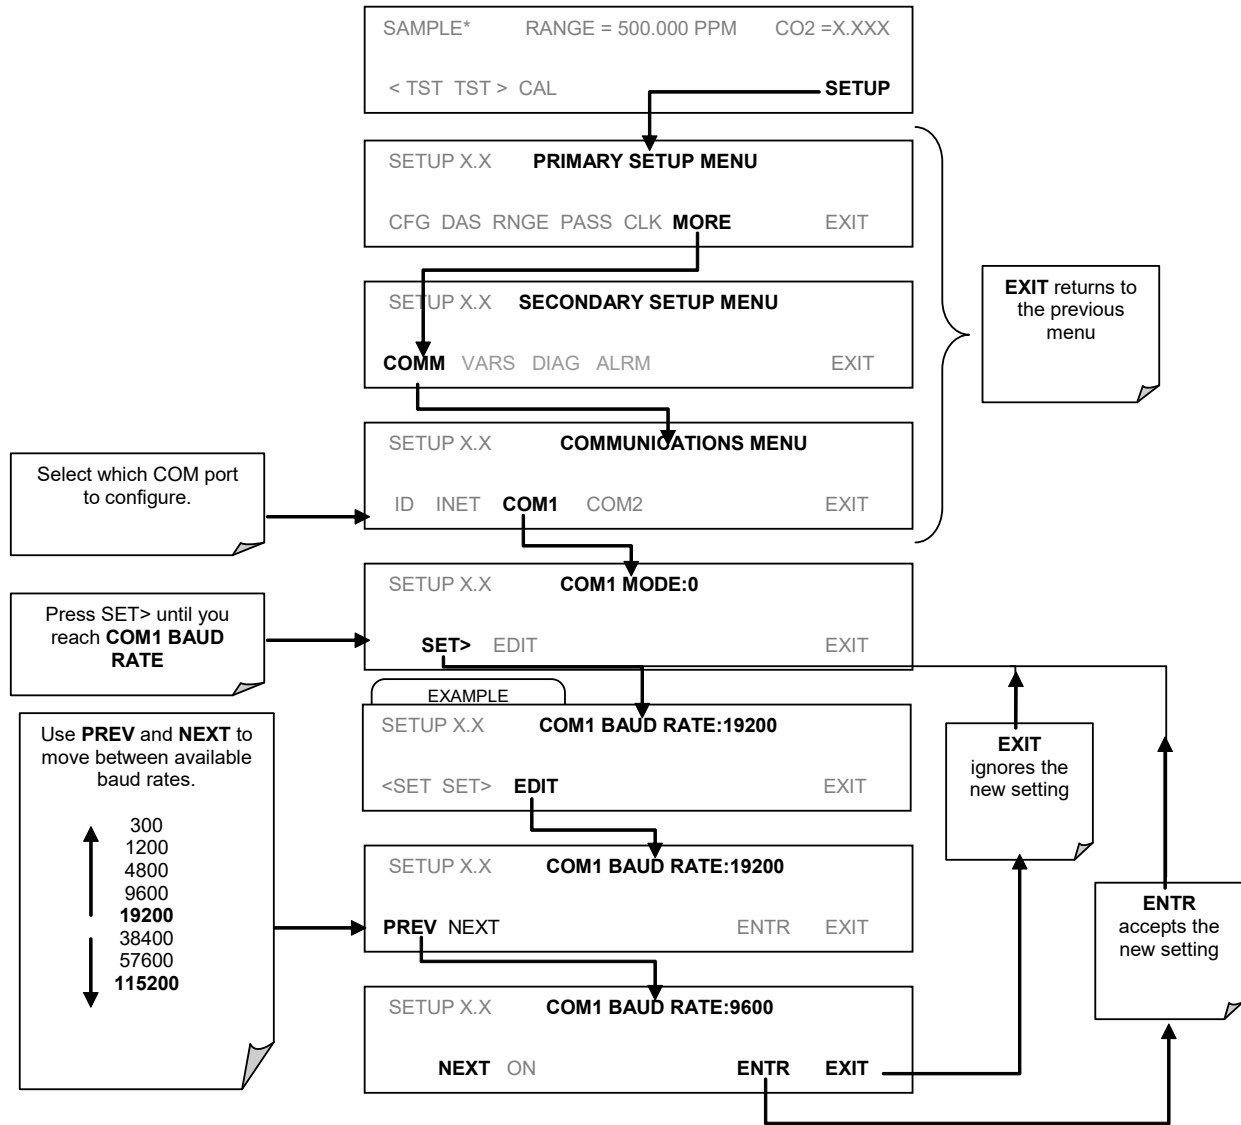 SAMPLE* RANGE = 500.000 PPM CO2 =X.XXX
< TST TST > CAL SETUP
SETUP X.X PRIMARY SETUP MENU
CFG DAS RNGE PASS CLK MORE EXIT
SETUP X.X SECONDARY SETUP MENU
COMM VARS DIAG ALRM EXIT
EXIT returns to
the previous
menu
SETUP X.X COMMUNICATIONS MENU
ID INET COM1 COM2 EXIT
Select which COM port
to configure.
SETUP X.X COM1 MODE:0
SET> EDIT EXIT
Press SET> until you
reach COM1 BAUD
RATE
EXAMPLE
SETUP X.X COM1 BAUD RATE:19200
<SET SET> EDIT EXIT
Use PREV and NEXT to
move between available
baud rates.
300
1200
4800
9600
19200
38400
57600
115200
EXIT
ignores the
new setting
SETUP X.X COM1 BAUD RATE:19200
PREV NEXT ENTR EXIT
ENTR
accepts the
new setting
SETUP X.X COM1 BAUD RATE:9600
NEXT ON ENTR EXIT